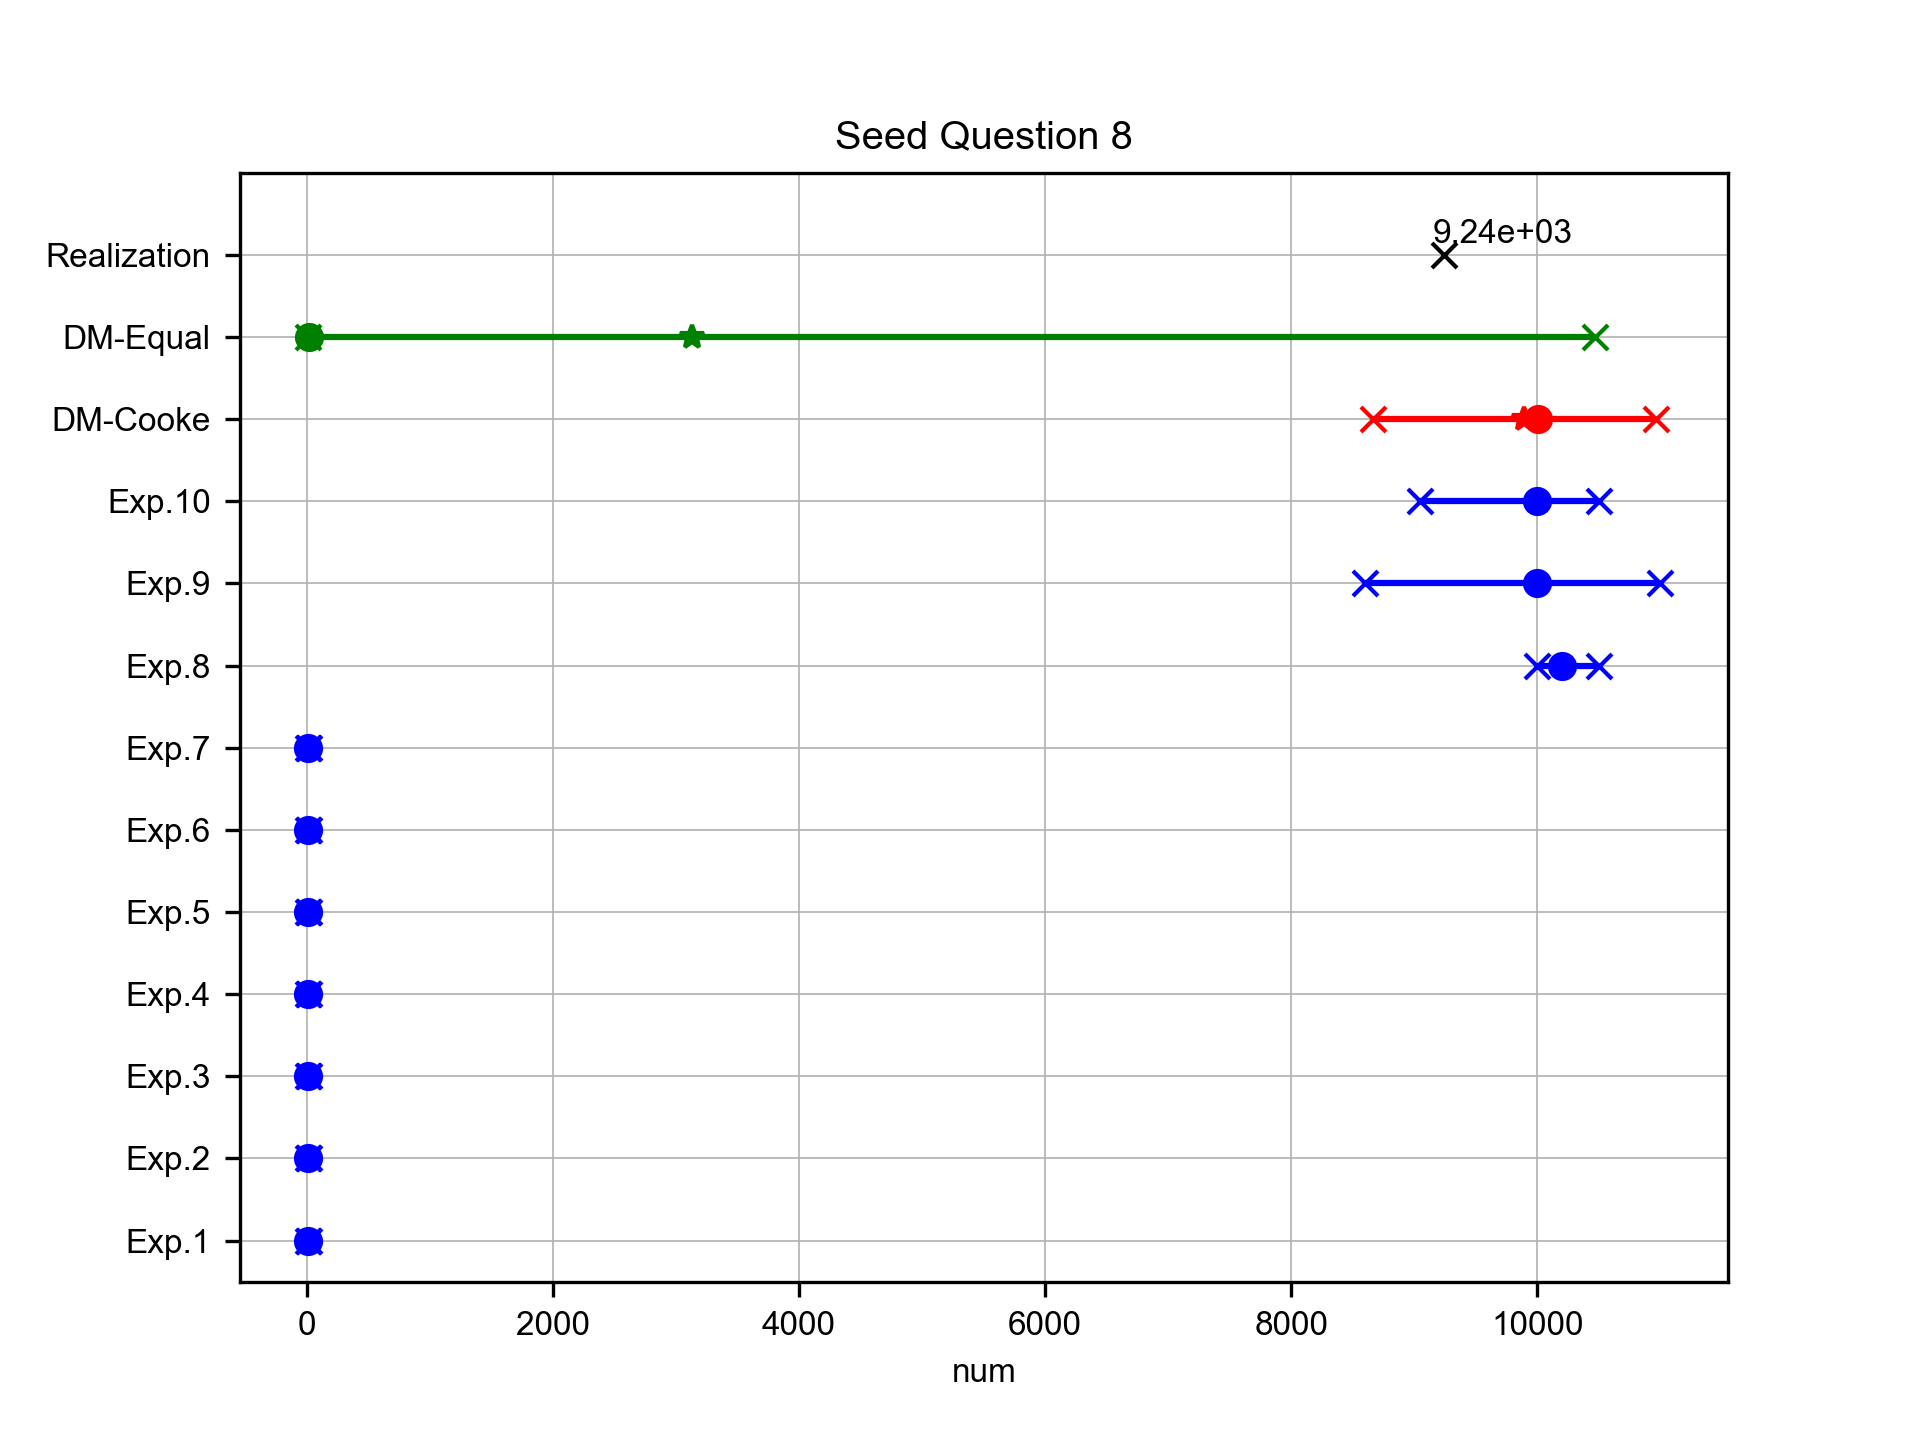 Seed Question 8
9.24e+03
Realization
DM-Equal
DM-Cooke
Exp.10
Exp.9
Exp.8
Exp.7
Exp.6
Exp.5
Exp.4
Exp.3
Exp.2
Exp.1
0 2000 4000 6000 8000 10000
num